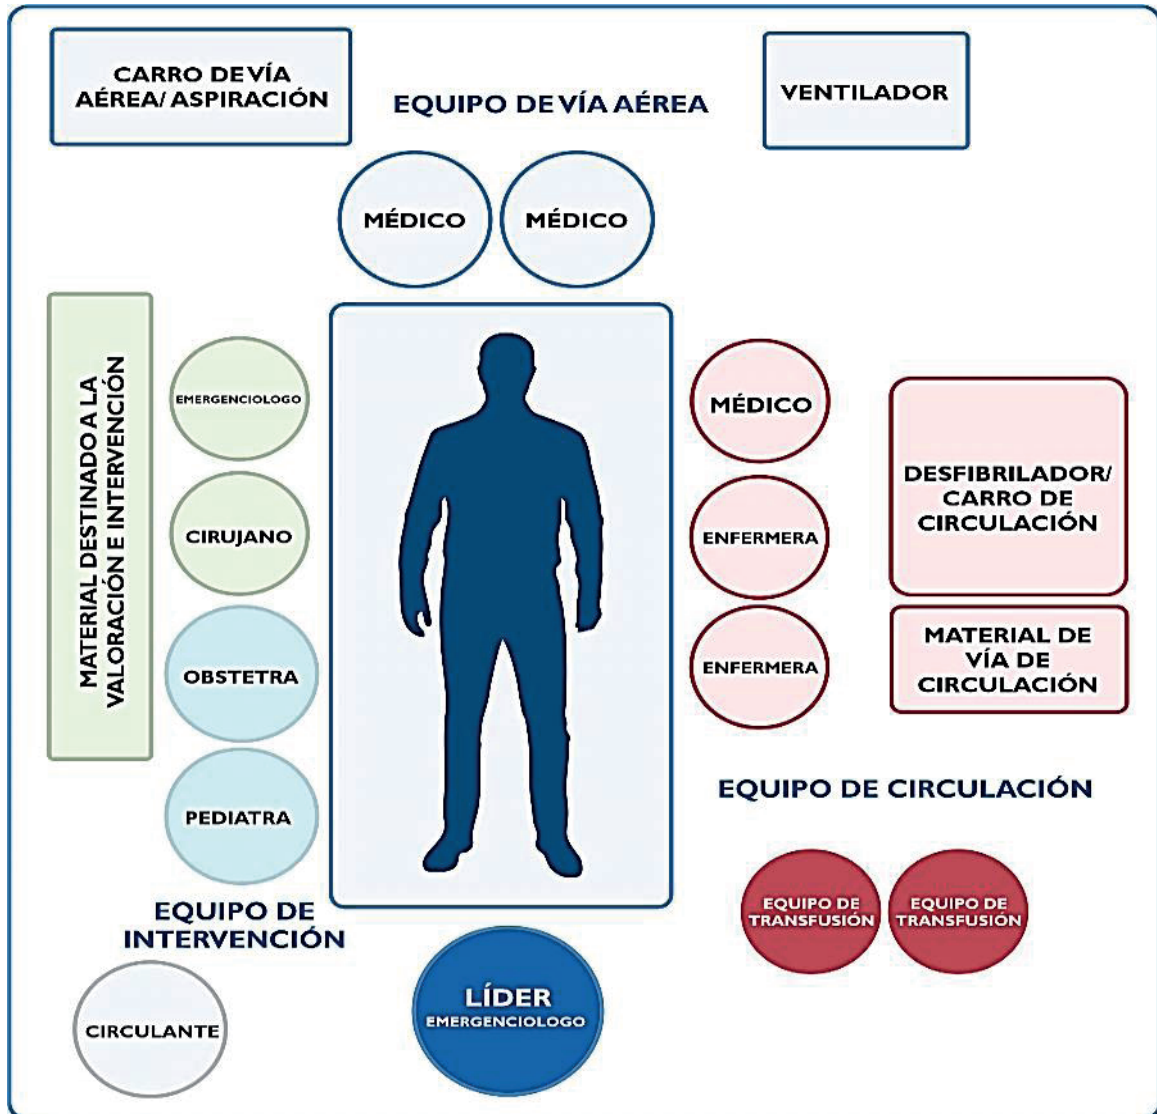 CARRO DE VÍA
AÉREA/ ASPIRACIÓN
EQUIPO DE VÍA AÉREA
VENTILADOR
MÉDICO
MÉDICO
MATERIAL DESTINADO A LA
VALORACIÓN E INTERVENCIÓN
EMERGENCIOLOGO
CIRUJANO
OBSTETRA
PEDIATRA
EQUIPO DE
INTERVENCIÓN
CIRCULANTE
MÉDICO
ENFERMERA
ENFERMERA
DESFIBRILADOR/
CARRO DE
CIRCULACIÓN
MATERIAL DE
VÍA DE
CIRCULACIÓN
EQUIPO DE CIRCULACIÓN
EQUIPO DE
TRANSFUSIÓN
EQUIPO DE
TRANSFUSIÓN
LÍDER
EMERGENCIOLOGO